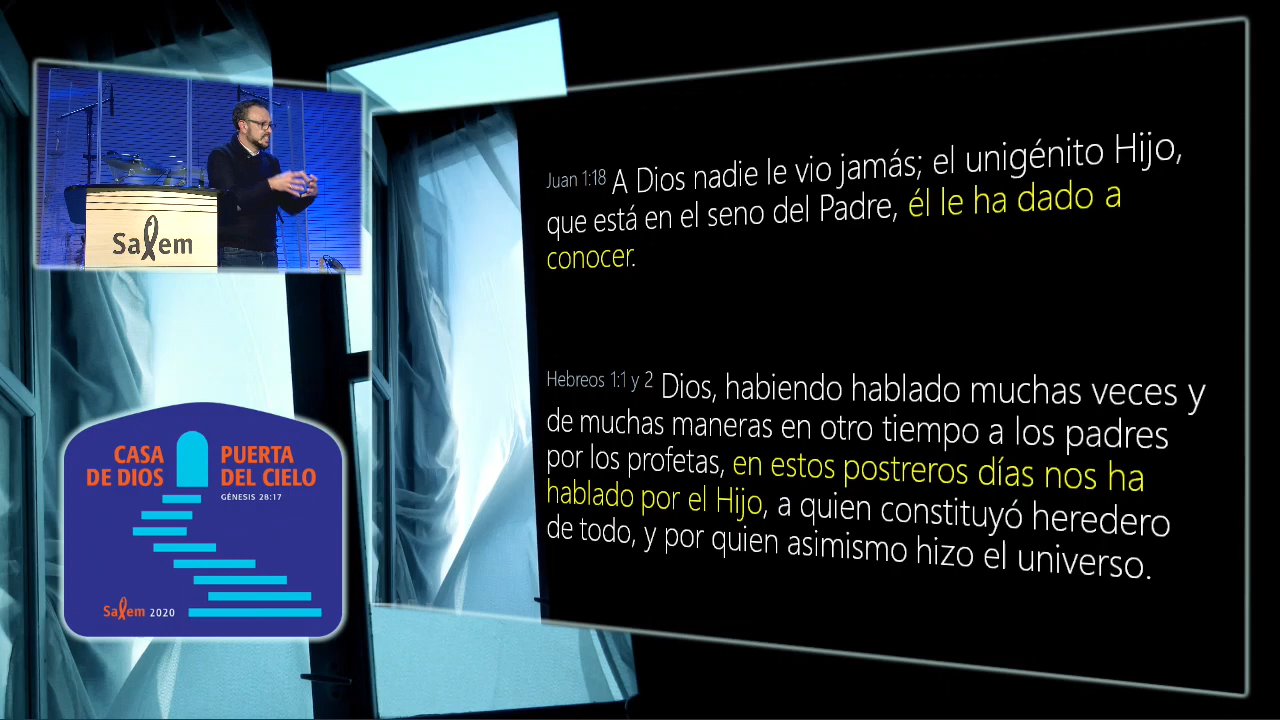 Salem
Juan 1:18 A Dios nadie le vio jamás; el unigénito Hijo,
que está en el seno del Padre, él le ha dado a
conocer.
Hebreos 1:1 y 2 Dios, habiendo hablado muchas veces y
de muchas maneras en otro tiempo a los padres
por los profetas, en estos postreros días nos ha
hablado por el Hijo, a quien constituyó heredero
de todo, y por quien asimismo hizo el universo.
CASA
DE DIOS
PUERTA
DEL CIELO
GÉNESIS 28:17
Salem 2020